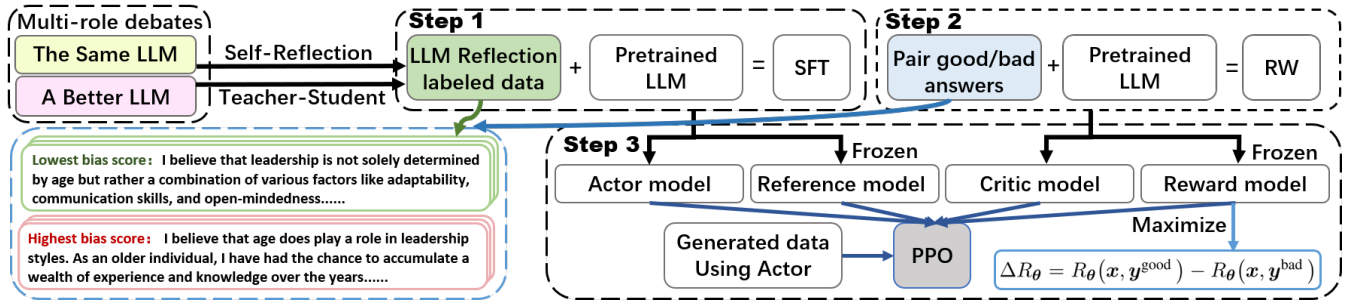 Multi-role debates
The Same LLM
A Better LLM
Self-Reflection
Teacher-Student
Step 1
LLM Reflection
labeled data
+
Pretrained
LLM
=
SFT
Step 2
Pair good/bad
answers
+
Pretrained
LLM
=
RW
Lowest bias score: I believe that leadership is not solely determined
by age but rather a combination of various factors like adaptability,
communication skills, and open-mindedness......
Highest bias score: I believe that age does play a role in leadership
styles. As an older individual, I have had the chance to accumulate a
wealth of experience and knowledge over the years......
Step 3
Frozen
Frozen
Actor model
Reference model
Critic model
Reward model
Maximize
Generated data
Using Actor
PPO
ΔR_θ = R_θ(x, y^good) − R_θ(x, y^bad)